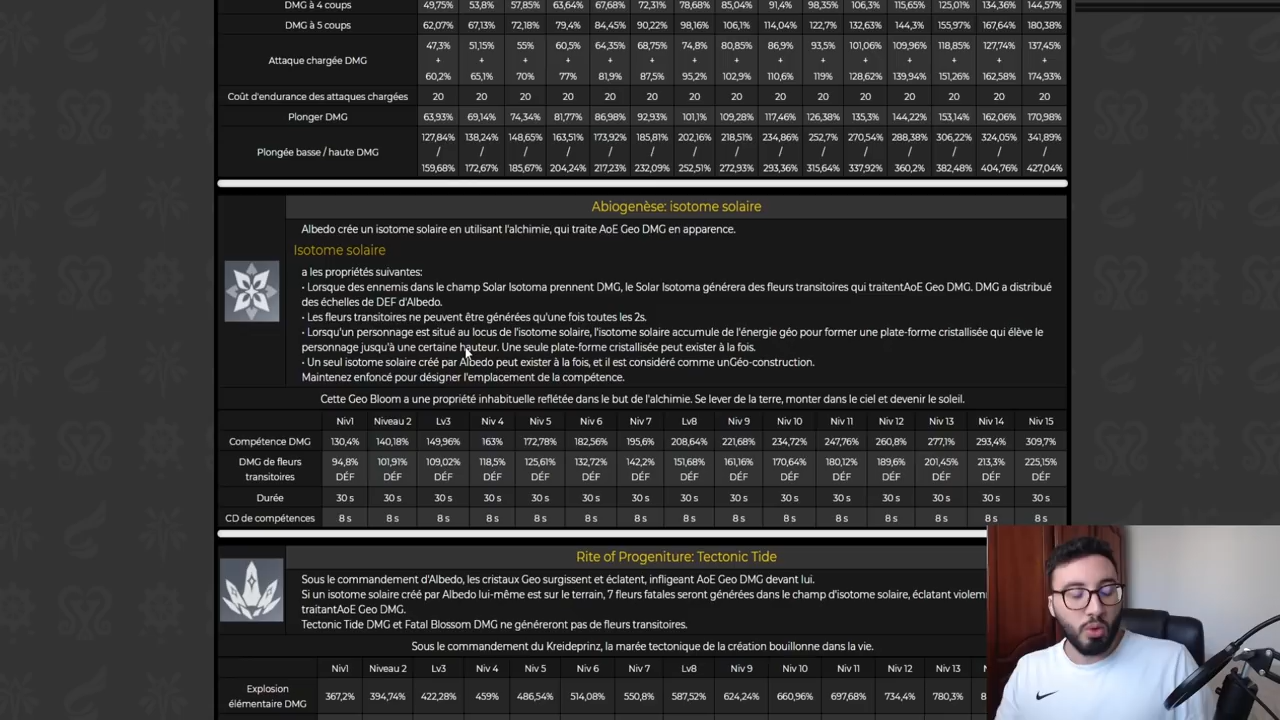 DMG à 4 coups 49,75% 53,8% 57,85% 63,64% 67,68% 72,31% 78,68% 85,04% 91,4% 98,35% 106,3% 115,65% 125,01% 134,36% 144,57%
DMG à 5 coups 62,07% 67,13% 72,18% 79,4% 84,45% 90,22% 98,16% 106,1% 114,04% 122,7% 132,63% 144,3% 155,97% 167,64% 180,38%
47,3% 51,15% 55% 60,5% 64,35% 68,75% 74,8% 80,85% 86,9% 93,5% 101,06% 109,96% 118,85% 127,74% 137,45%
Attaque chargée DMG + + + + + + + + + + + + + + +
60,2% 65,1% 70% 77% 81,9% 87,5% 95,2% 102,9% 110,6% 119% 128,62% 139,94% 151,26% 162,58% 174,93%
Coût d'endurance des attaques chargées 20 20 20 20 20 20 20 20 20 20 20 20 20 20 20
Plonger DMG 63,93% 69,14% 74,34% 81,77% 86,98% 92,93% 101,1% 109,28% 117,46% 126,38% 135,3% 144,22% 153,14% 162,06% 170,98%
127,84% 138,24% 148,65% 163,51% 173,92% 185,81% 202,16% 218,51% 234,86% 252,7% 270,54% 288,38% 306,22% 324,05% 341,89%
Plongée basse / haute DMG / / / / / / / / / / / / / / /
159,68% 172,67% 185,67% 204,24% 217,23% 232,09% 252,51% 272,93% 293,36% 315,64% 337,92% 360,2% 382,48% 404,76% 427,04%
Abiogenèse: isotome solaire
Albedo crée un isotome solaire en utilisant l'alchimie, qui traite AoE Geo DMG en apparence.
Isotome solaire
a les propriétés suivantes:
• Lorsque des ennemis dans le champ Solar Isotoma prennent DMG, le Solar Isotoma générera des fleurs transitoires qui traitentAoE Geo DMG. DMG a distribué
des échelles de DEF d'Albedo.
• Les fleurs transitoires ne peuvent être générées qu'une fois toutes les 2s.
• Lorsqu'un personnage est situé au locus de l'isotome solaire, l'isotome solaire accumule de l'énergie géo pour former une plate-forme cristallisée qui élève le
personnage jusqu'à une certaine hauteur. Une seule plate-forme cristallisée peut exister à la fois.
• Un seul isotome solaire créé par Albedo peut exister à la fois, et il est considéré comme unGéo-construction.
Maintenez enfoncé pour désigner l'emplacement de la compétence.
Cette Geo Bloom a une propriété inhabituelle reflétée dans le but de l'alchimie. Se lever de la terre, monter dans le ciel et devenir le soleil.
Niv1 Niveau 2 Lv3 Niv 4 Niv 5 Niv 6 Niv 7 Lv8 Niv 9 Niv 10 Niv 11 Niv 12 Niv 13 Niv 14 Niv 15
Compétence DMG 130,4% 140,18% 149,96% 163% 172,78% 182,56% 195,6% 208,64% 221,68% 234,72% 247,76% 260,8% 277,1% 293,4% 309,7%
DMG de fleurs 94,8% 101,91% 109,02% 118,5% 125,61% 132,72% 142,2% 151,68% 161,16% 170,64% 180,12% 189,6% 201,45% 213,3% 225,15%
transitoires DÉF DÉF DÉF DÉF DÉF DÉF DÉF DÉF DÉF DÉF DÉF DÉF DÉF DÉF DÉF
Durée 30 s 30 s 30 s 30 s 30 s 30 s 30 s 30 s 30 s 30 s 30 s 30 s 30 s 30 s 30 s
CD de compétences 8 s 8 s 8 s 8 s 8 s 8 s 8 s 8 s 8 s 8 s 8 s 8 s 8 s 8 s 8 s
Rite of Progeniture: Tectonic Tide
Sous le commandement d'Albedo, les cristaux Geo surgissent et éclatent, infligeant AoE Geo DMG devant lui.
Si un isotome solaire créé par Albedo lui-même est sur le terrain, 7 fleurs fatales seront générées dans le champ d'isotome solaire, éclatant
traitantAoE Geo DMG.
Tectonic Tide DMG et Fatal Blossom DMG ne généreront pas de fleurs transitoires.
Sous le commandement du Kreideprinz, la marée tectonique de la création bouillonne dans la vie.
Niv1 Niveau 2 Lv3 Niv 4 Niv 5 Niv 6 Niv 7 Lv8 Niv 9 Niv 10 Niv 11 Niv 12 Niv 13
Explosion 367,2% 394,74% 422,28% 459% 486,54% 514,08% 550,8% 587,52% 624,24% 660,96% 697,68% 734,4% 780,3%
élémentaire DMG